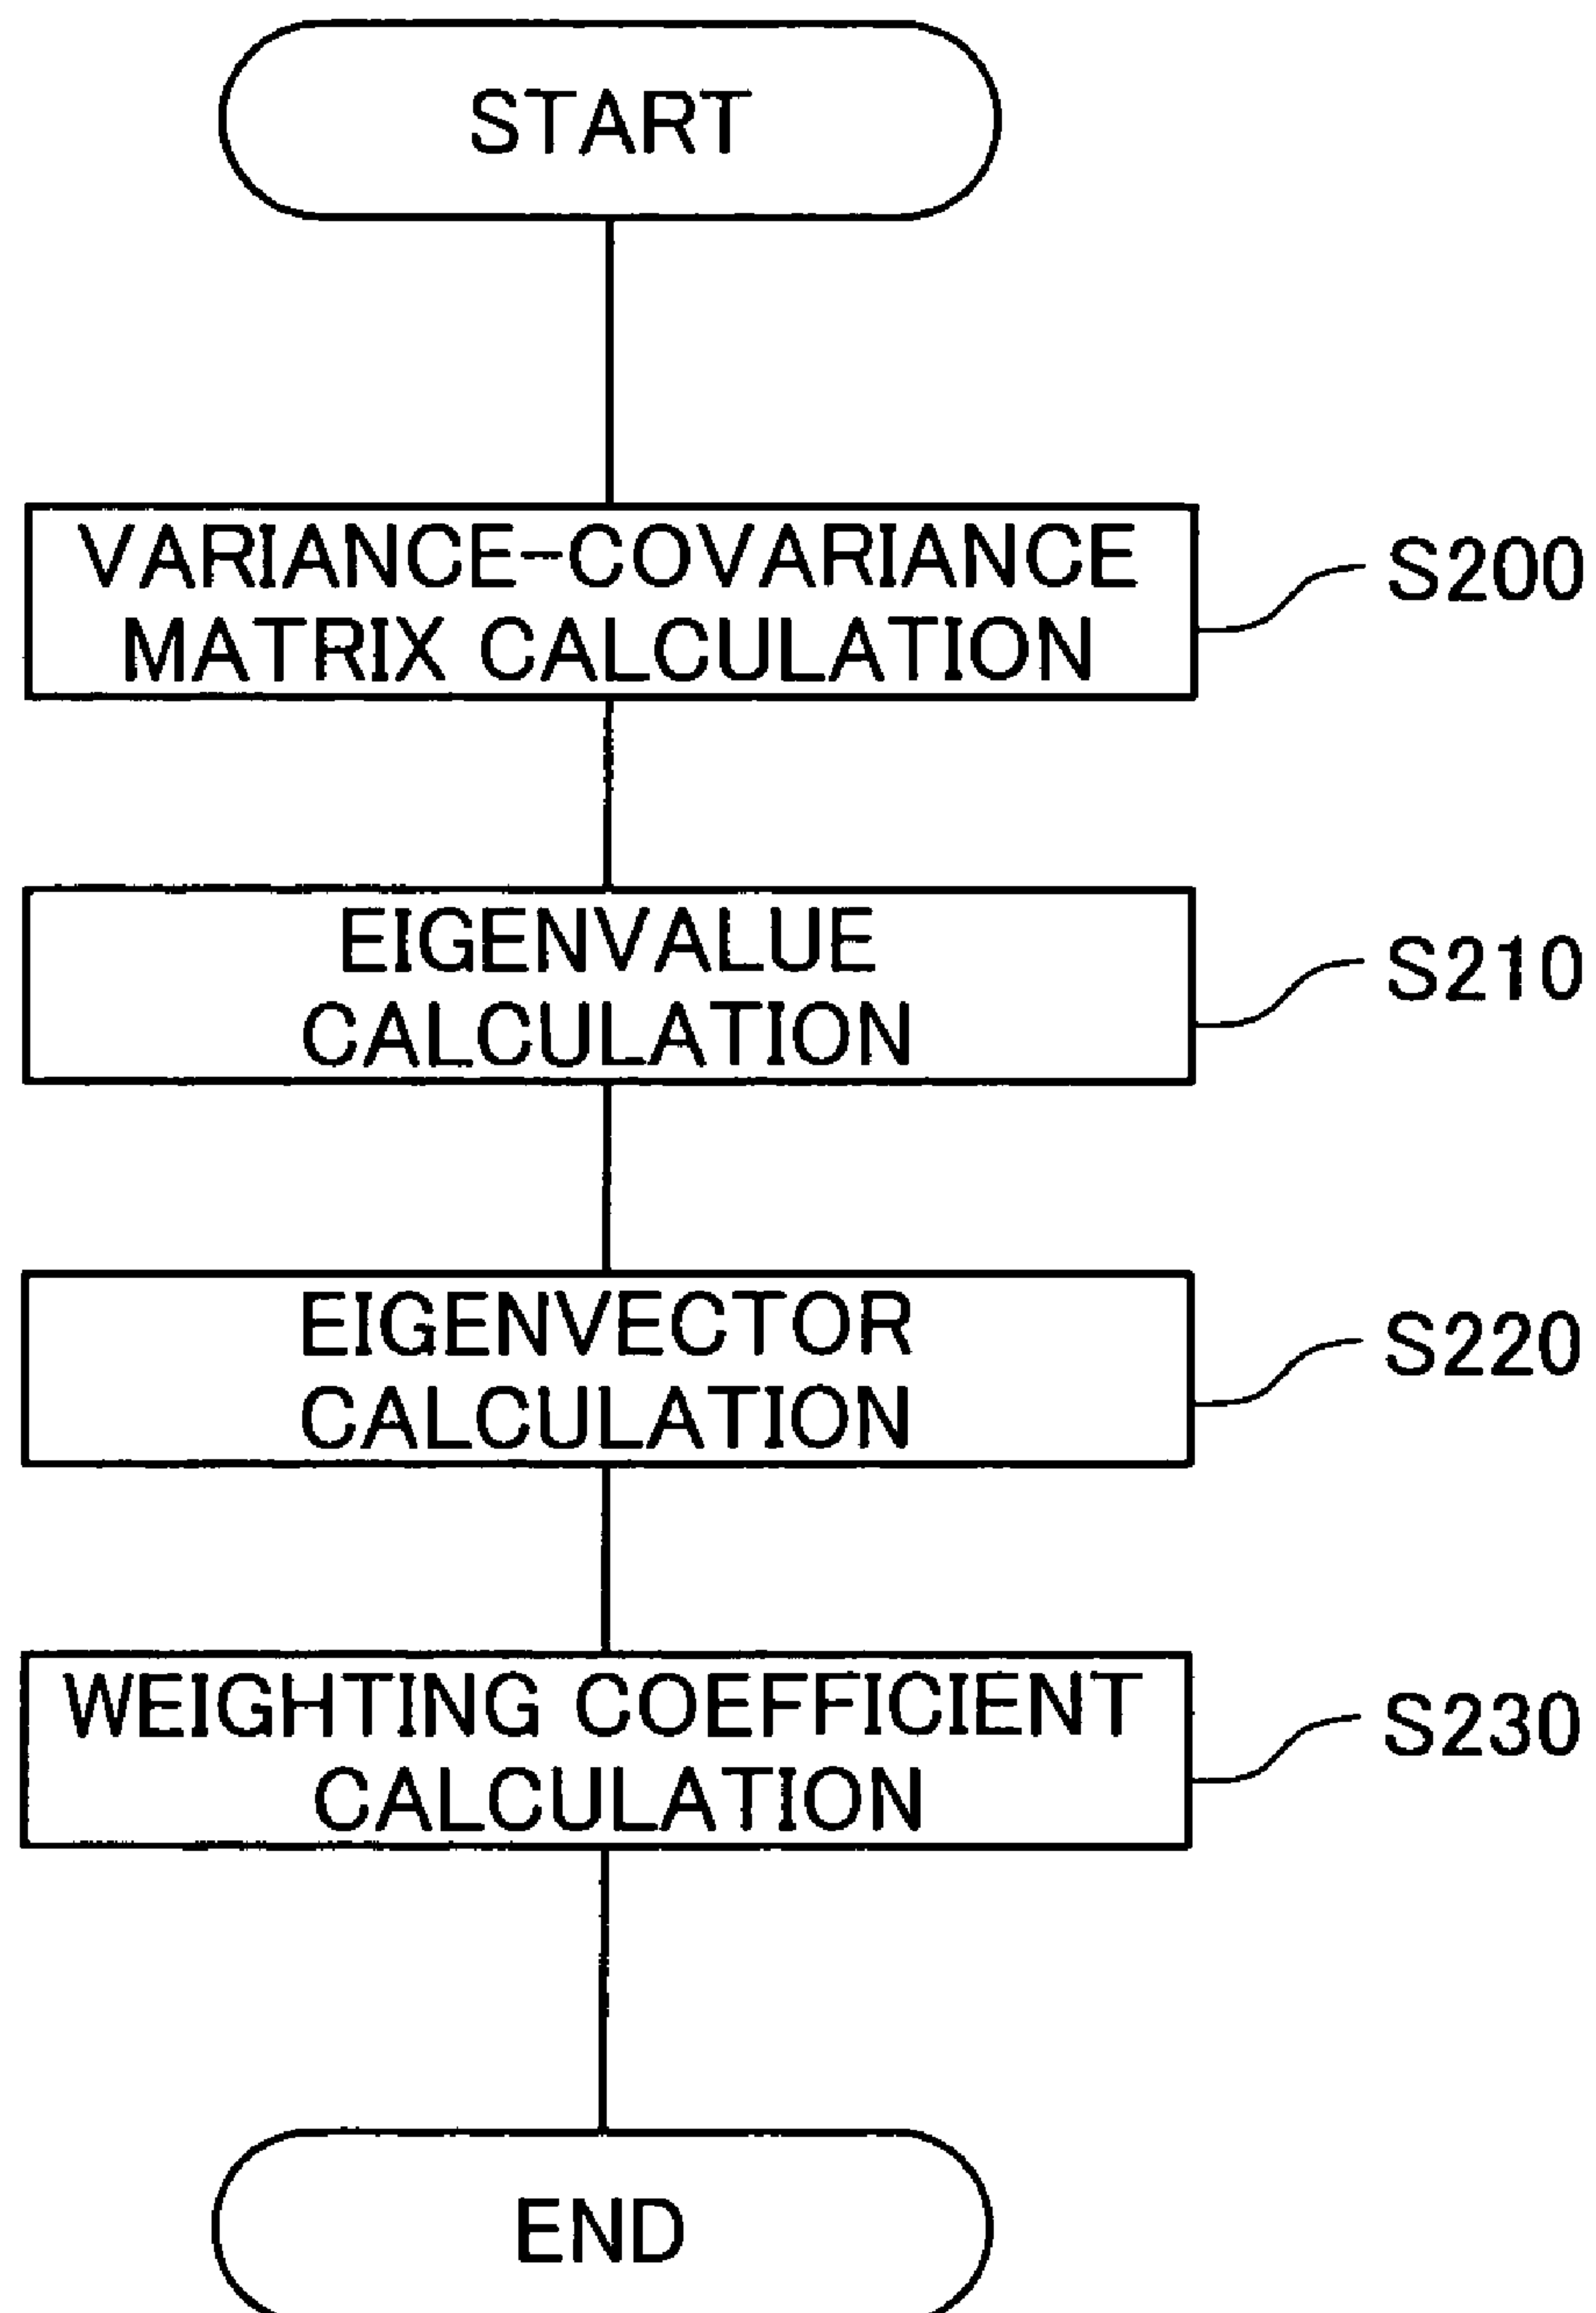 START
VARIANCE-COVARIANCE
MATRIX CALCULATION
S200
EIGENVALUE
CALCULATION
S210
EIGENVECTOR
CALCULATION
S220
WEIGHTING COEFFICIENT
CALCULATION
S230
END